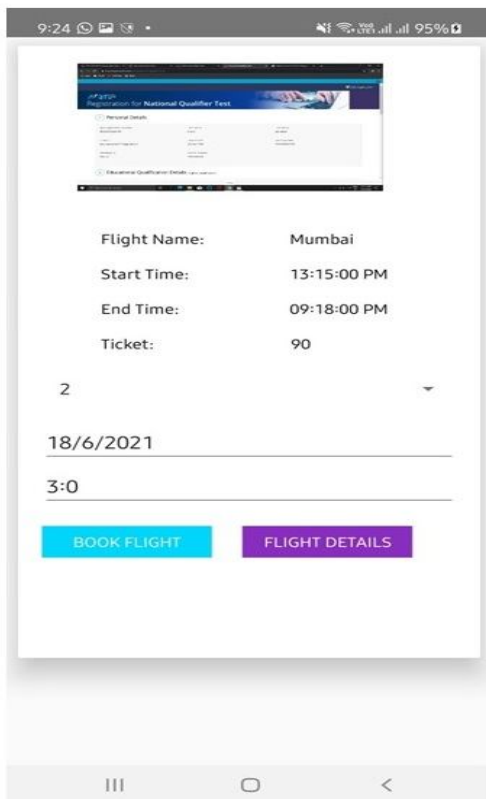 9:24 95%
Registration for National Qualifier Test
Personal Details
Educational Qualification Details
Flight Name: Mumbai
Start Time: 13:15:00 PM
End Time: 09:18:00 PM
Ticket: 90
2
18/6/2021
3:0
BOOK FLIGHT FLIGHT DETAILS